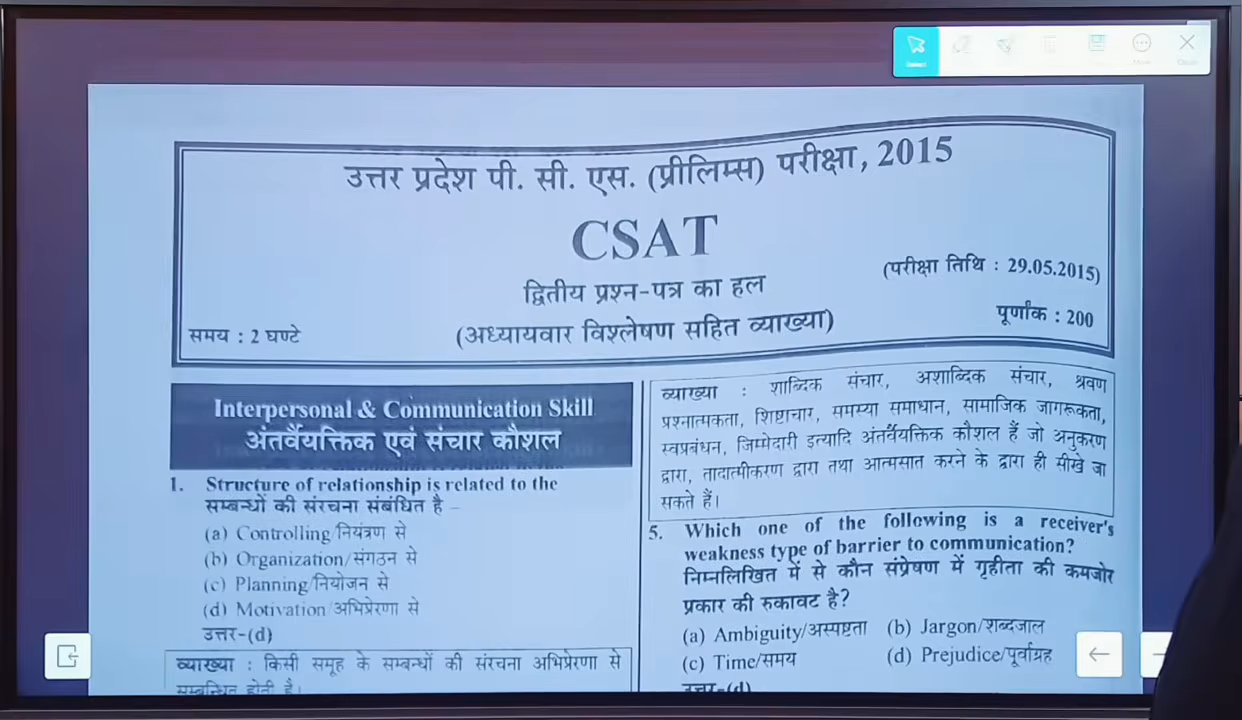 Select
उत्तर प्रदेश पी. सी. एस. (प्रीलिम्स) परीक्षा, 2015
CSAT
द्वितीय प्रश्न-पत्र का हल
(परीक्षा तिथि : 29.05.2015)
समय : 2 घण्टे
(अध्यायवार विश्लेषण सहित व्याख्या)
पूर्णांक : 200
Interpersonal & Communication Skill
अंतर्वैयक्तिक एवं संचार कौशल
1. Structure of relationship is related to the
सम्बन्धों की संरचना संबंधित है –
(a) Controlling/नियंत्रण से
(b) Organization/संगठन से
(c) Planning/नियोजन से
(d) Motivation/अभिप्रेरणा से
उत्तर-(d)
व्याख्या : किसी समूह के सम्बन्धों की संरचना अभिप्रेरणा से
सम्बन्धित होती है।
व्याख्या : शाब्दिक संचार, अशाब्दिक संचार, श्रवण
प्रश्नात्मकता, शिष्टाचार, समस्या समाधान, सामाजिक जागरूकता,
स्वप्रबंधन, जिम्मेदारी इत्यादि अंतर्वैयक्तिक कौशल हैं जो अनुकरण
द्वारा, तादात्मीकरण द्वारा तथा आत्मसात करने के द्वारा ही सीखे जा
सकते हैं।
5. Which one of the following is a receiver's
weakness type of barrier to communication?
निम्नलिखित में से कौन संप्रेषण में गृहीता की कमजोर
प्रकार की रुकावट है?
(a) Ambiguity/अस्पष्टता (b) Jargon/शब्दजाल
(c) Time/समय (d) Prejudice/पूर्वाग्रह
उत्तर-(d)